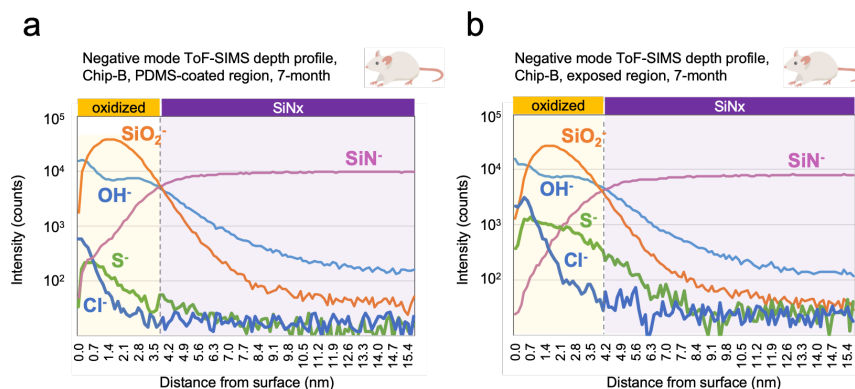 a
Negative mode ToF-SIMS depth profile,
Chip-B, PDMS-coated region, 7-month
oxidized
SiNx
10⁵
10⁴
10³
10²
Intensity (counts)
SiO₂⁻
SiN⁻
OH⁻
S⁻
Cl⁻
0.0 0.7 1.4 2.1 2.8 3.5 4.2 4.9 5.6 6.3 7.0 7.7 8.4 9.1 9.8 10.5 11.2 11.9 12.6 13.3 14.0 14.7 15.4
Distance from surface (nm)
b
Negative mode ToF-SIMS depth profile,
Chip-B, exposed region, 7-month
oxidized
SiNx
10⁵
10⁴
10³
10²
Intensity (counts)
SiO₂⁻
SiN⁻
OH⁻
S⁻
Cl⁻
0.0 0.7 1.4 2.1 2.8 3.5 4.2 4.9 5.6 6.3 7.0 7.7 8.4 9.1 9.8 10.5 11.2 11.9 12.6 13.3 14.0 14.7 15.4
Distance from surface (nm)